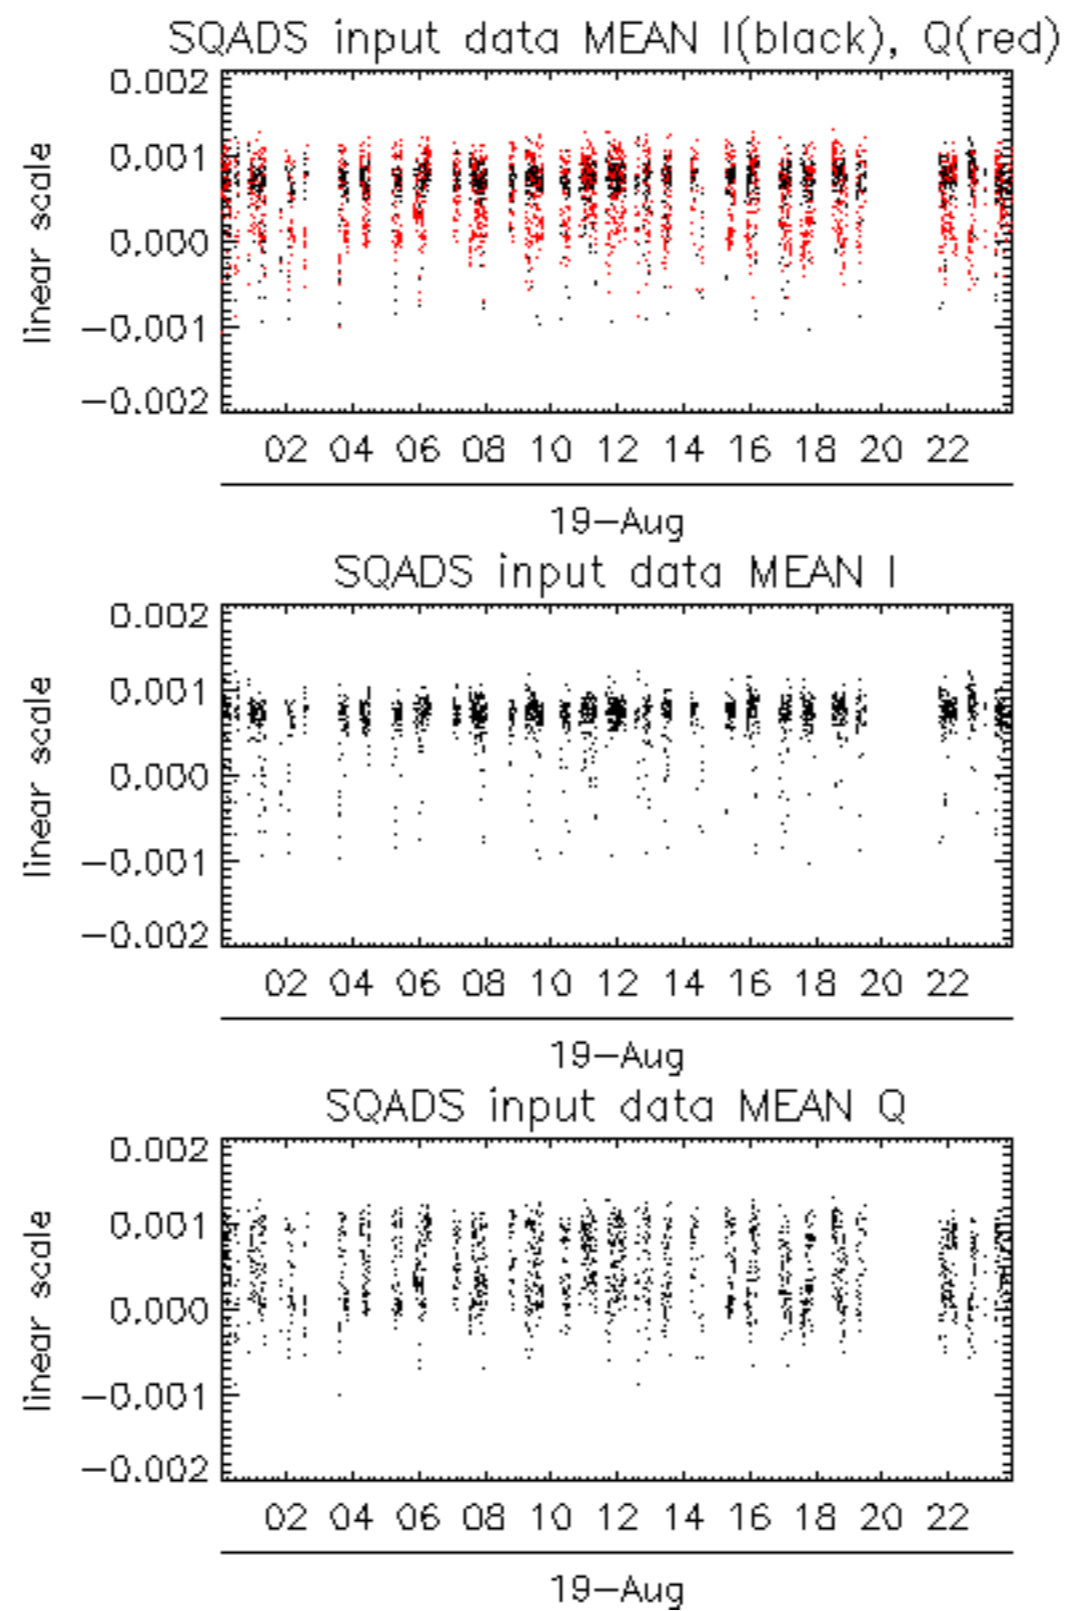 SQADS input data MEAN I(black), Q(red)
linear scale
0.002
0.001
0.000
−0.001
−0.002
02 04 06 08 10 12 14 16 18 20 22
19−Aug
SQADS input data MEAN I
linear scale
0.002
0.001
0.000
−0.001
−0.002
02 04 06 08 10 12 14 16 18 20 22
19−Aug
SQADS input data MEAN Q
linear scale
0.002
0.001
0.000
−0.001
−0.002
02 04 06 08 10 12 14 16 18 20 22
19−Aug